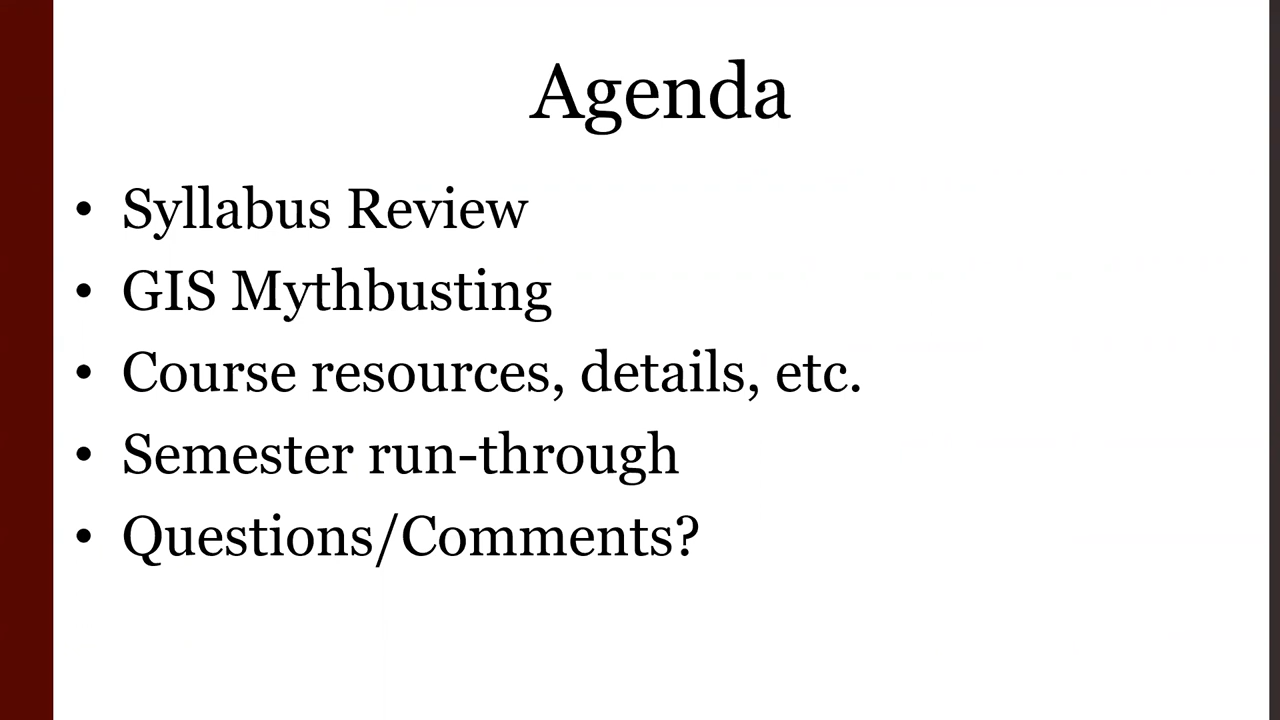 Agenda
• Syllabus Review
• GIS Mythbusting
• Course resources, details, etc.
• Semester run-through
• Questions/Comments?